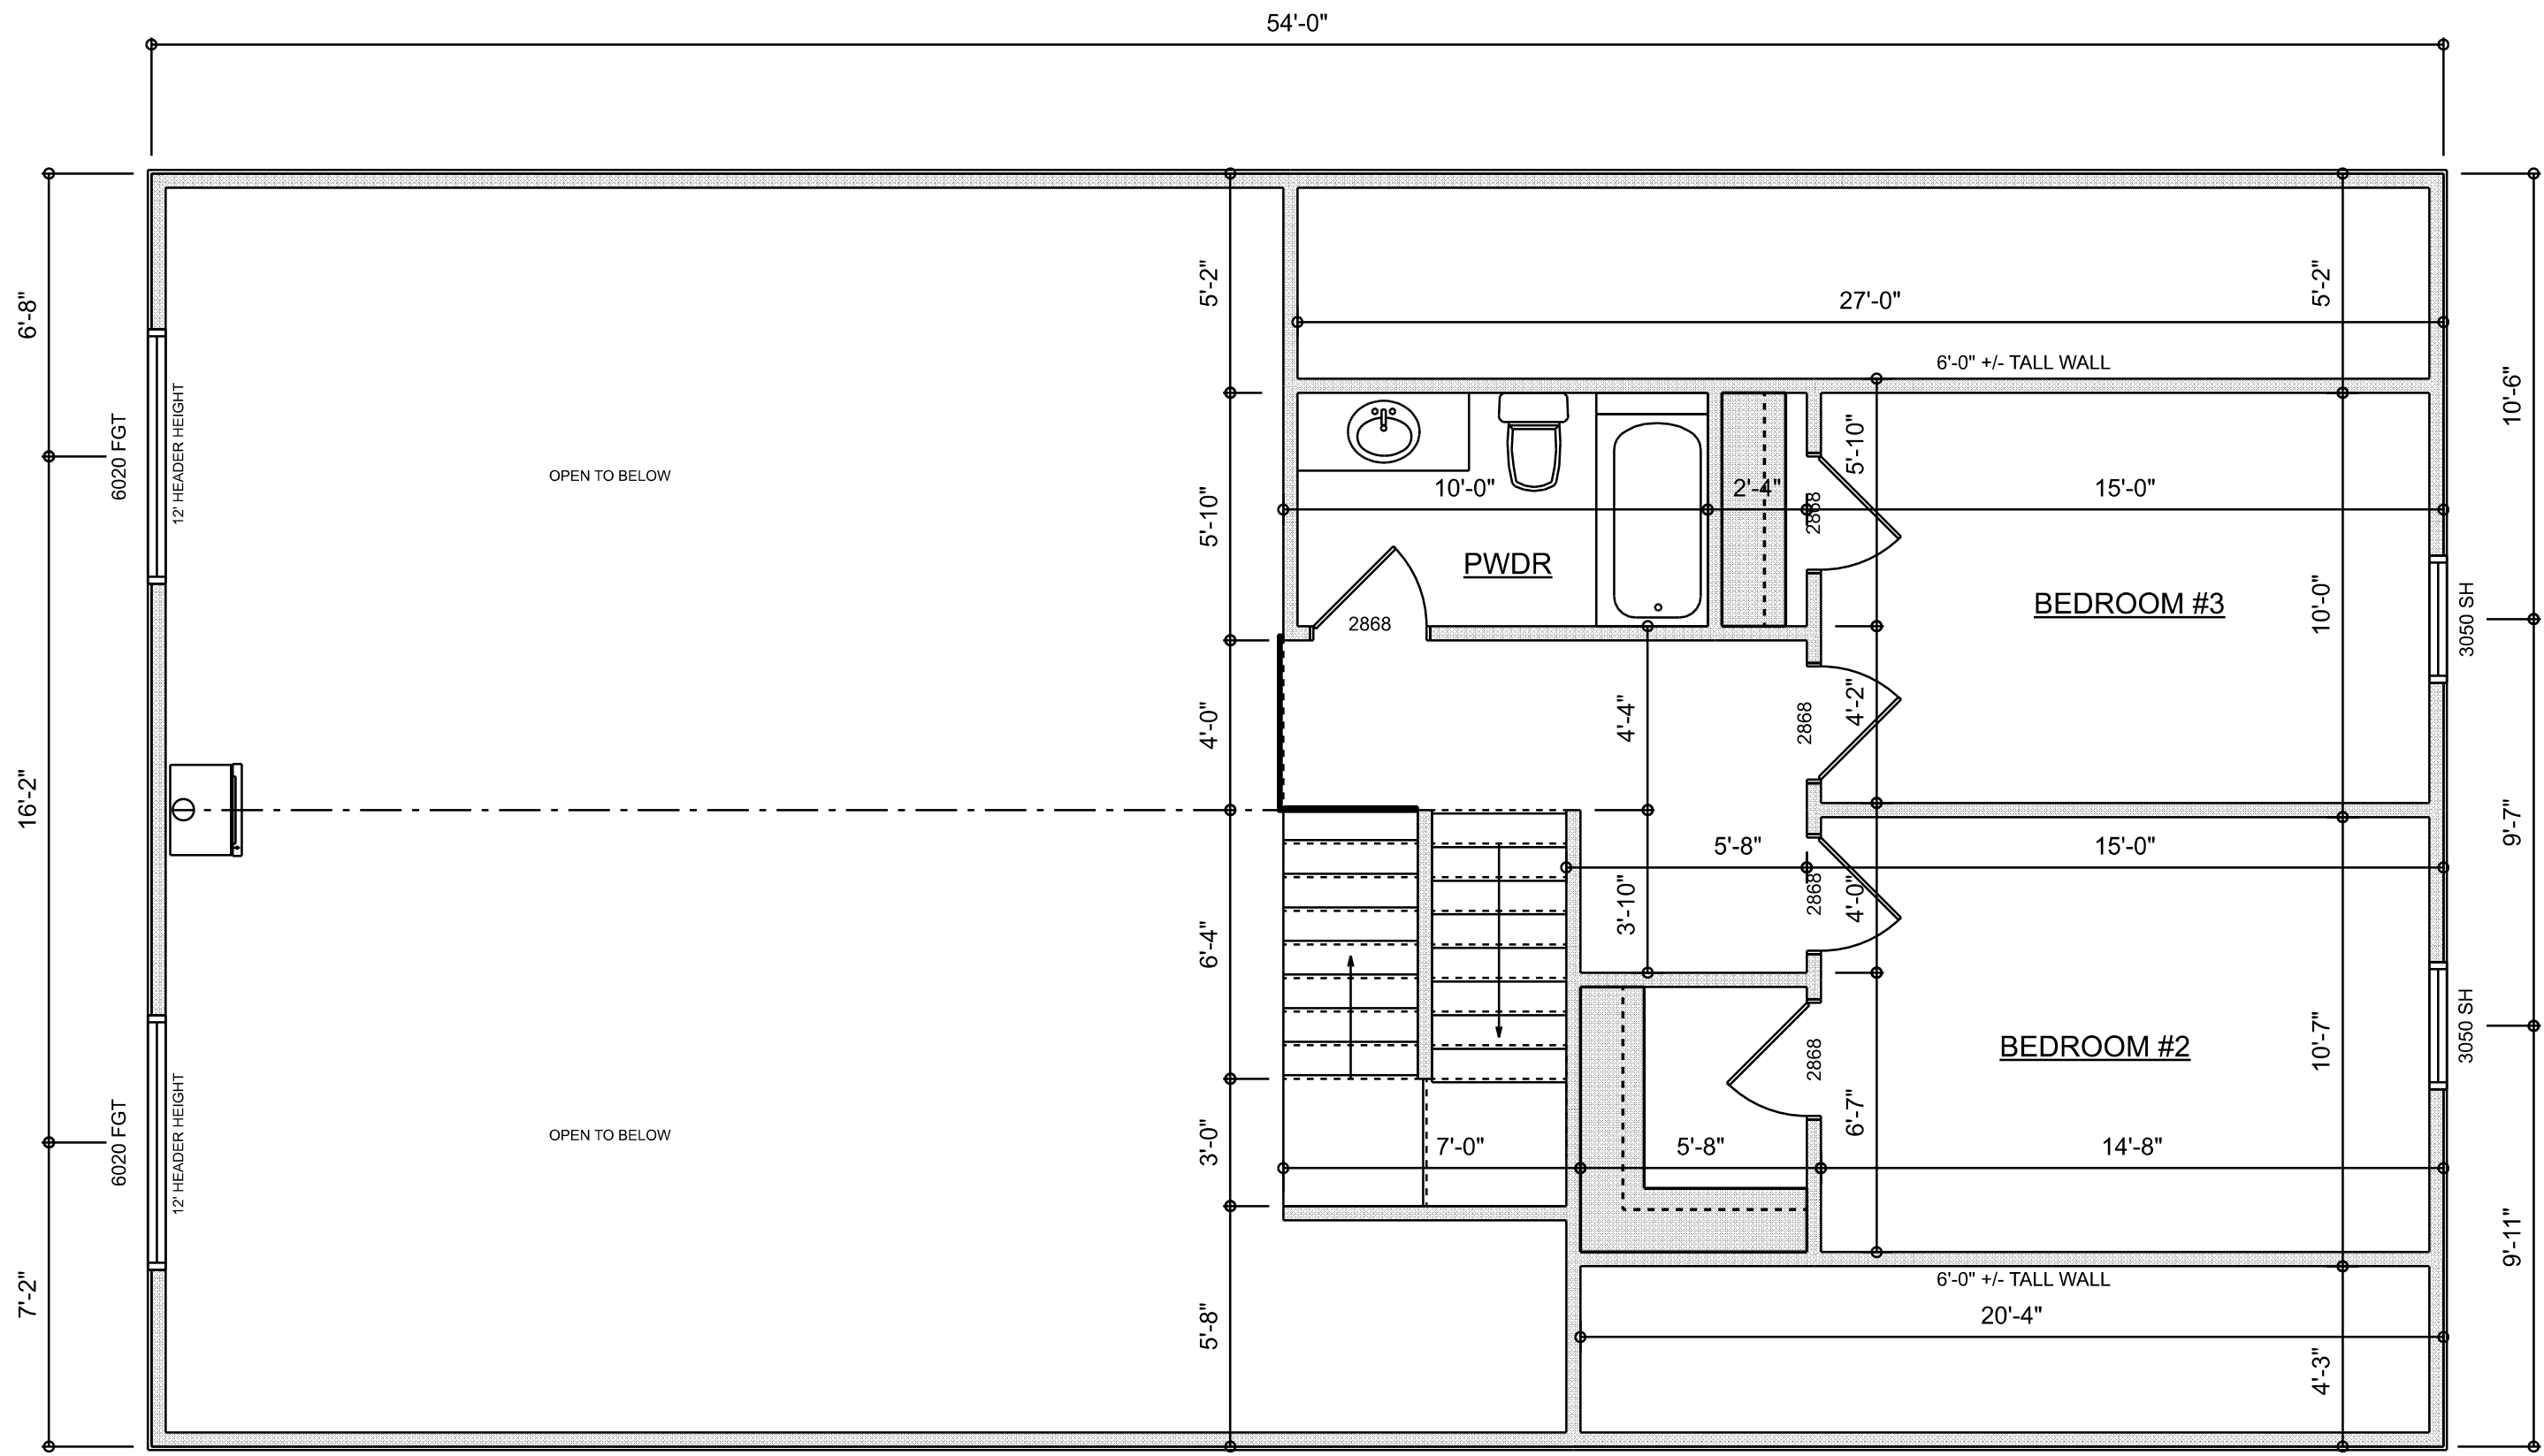 54'-0"
6'-8"
5'-2"
5'-2"
27'-0"
6'-0" +/- TALL WALL
10'-6"
6020 FGT
12' HEADER HEIGHT
OPEN TO BELOW
5'-10"
10'-0"
2'-4"
2868
5'-10"
15'-0"
PWDR
2868
BEDROOM #3
10'-0"
3050 SH
16'-2"
4'-0"
4'-4"
2868
4'-2"
9'-7"
5'-8"
15'-0"
6'-4"
3'-10"
2868
4'-0"
BEDROOM #2
10'-7"
3050 SH
2868
6020 FGT
12' HEADER HEIGHT
OPEN TO BELOW
3'-0"
7'-0"
5'-8"
6'-7"
14'-8"
9'-11"
7'-2"
5'-8"
6'-0" +/- TALL WALL
20'-4"
4'-3"